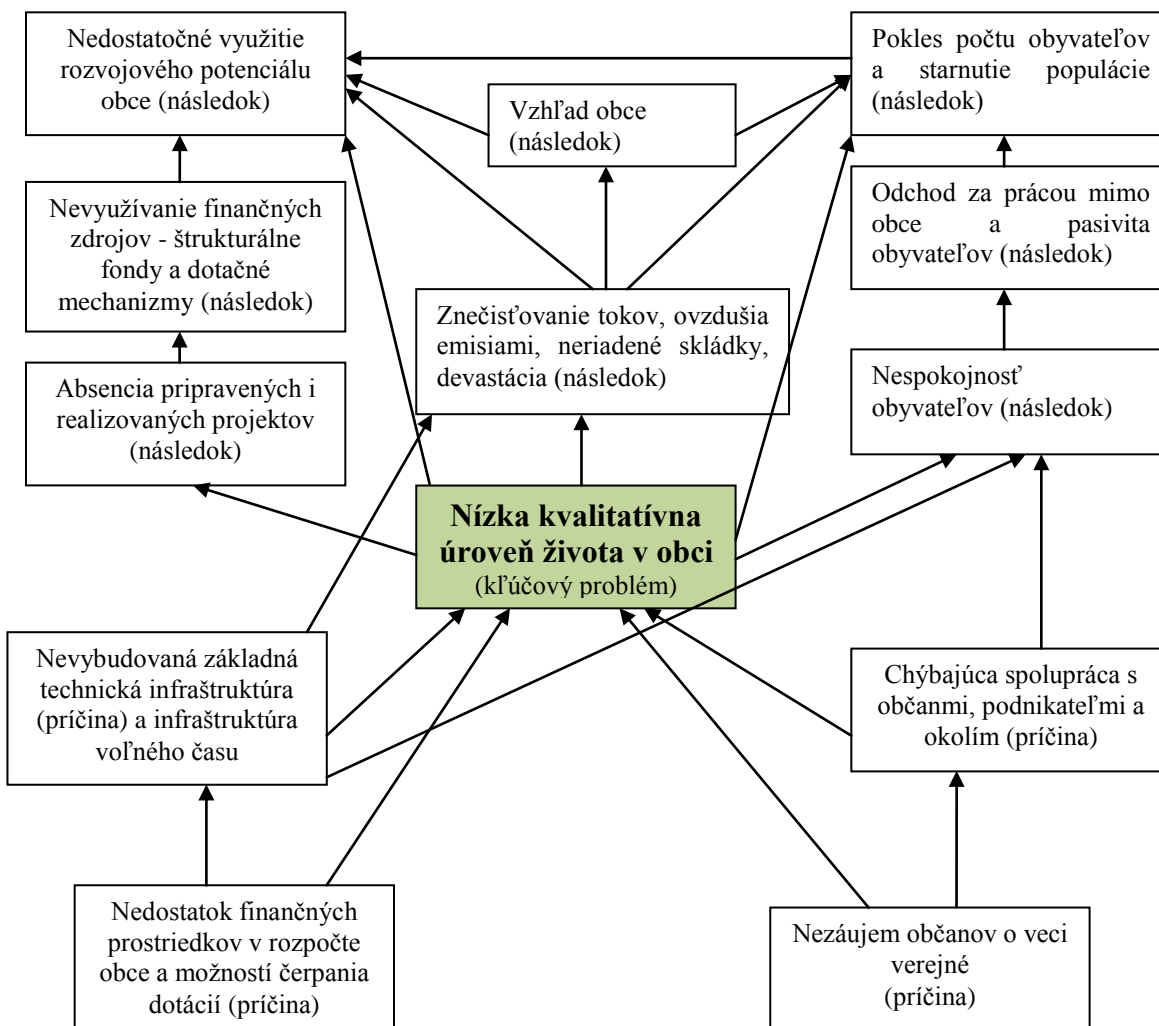 Nedostatočné využitie
rozvojového potenciálu
obce (následok)
Pokles počtu obyvateľov
a starnutie populácie
(následok)
Vzhľad obce
(následok)
Nevyužívanie finančných
zdrojov - štrukturálne
fondy a dotačné
mechanizmy (následok)
Odchod za prácou mimo
obce a pasivita
obyvateľov (následok)
Znečisťovanie tokov, ovzdušia
emisiami, neriadené skládky,
devastácia (následok)
Absencia pripravených i
realizovaných projektov
(následok)
Nespokojnosť
obyvateľov (následok)
Nízka kvalitatívna
úroveň života v obci
(kľúčový problém)
Nevybudovaná základná
technická infraštruktúra
(príčina) a infraštruktúra
voľného času
Chýbajúca spolupráca s
občanmi, podnikateľmi a
okolím (príčina)
Nedostatok finančných
prostriedkov v rozpočte
obce a možností čerpania
dotácií (príčina)
Nezáujem občanov o veci
verejné
(príčina)